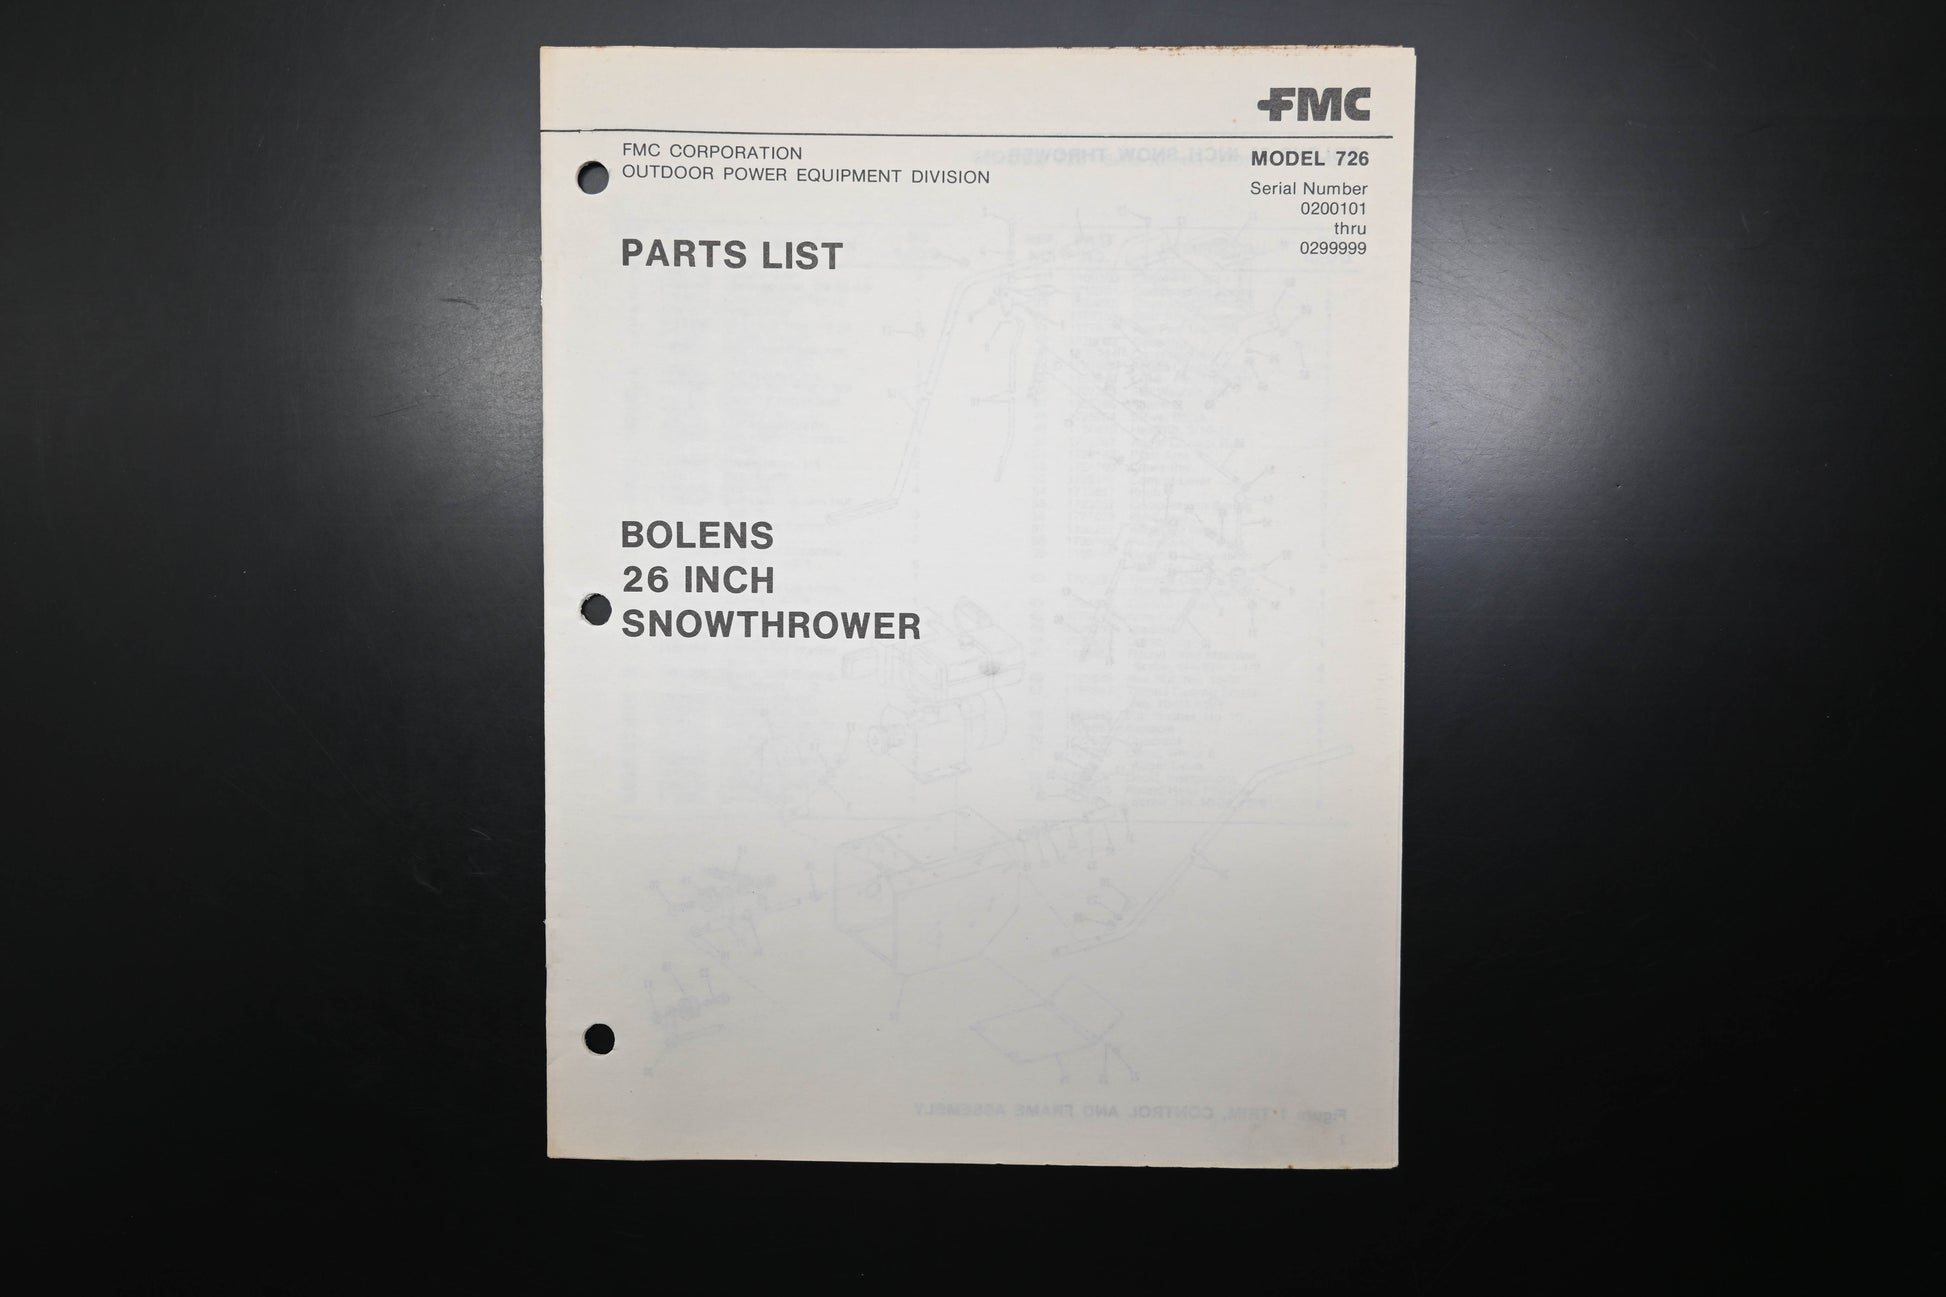 FMC
FMC CORPORATION
OUTDOOR POWER EQUIPMENT DIVISION
MODEL 726
Serial Number
0200101
thru
0299999
PARTS LIST
BOLENS
26 INCH
SNOWTHROWER